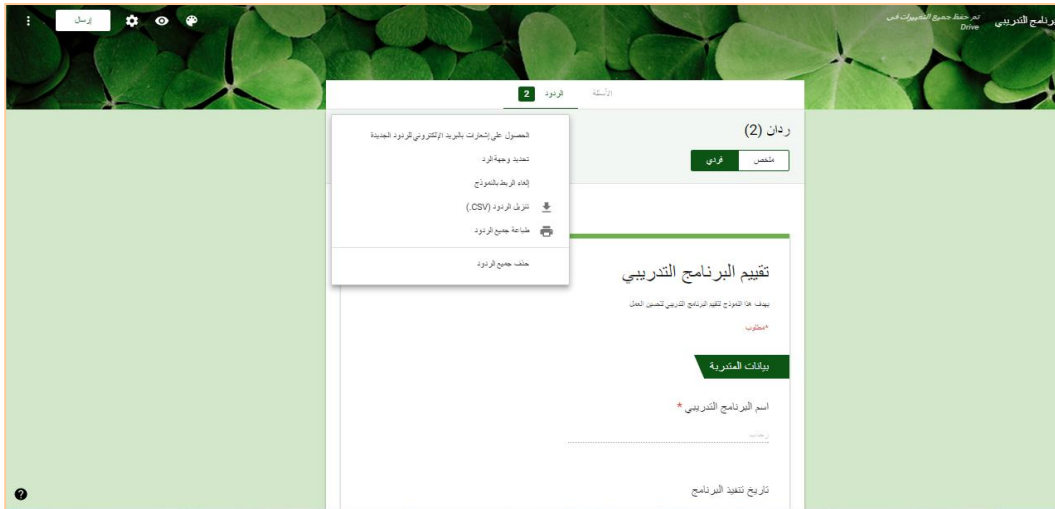 برنامج التدريبي
تم حفظ جميع التغييرات في
Drive
إرسال
الأسئلة
الردود 2
ردان (2)
ملخص
فردي
الحصول على إشعارات بالبريد الإلكتروني للردود الجديدة
تحديد وجهة الرد
إلغاء الربط بالنموذج
تنزيل الردود (CSV.)
طباعة جميع الردود
حذف جميع الردود
تقييم البرنامج التدريبي
يهدف هذا النموذج لتقييم البرنامج التدريبي لتحسين العمل
*مطلوب
بيانات المتدربة
اسم البرنامج التدريبي *
تاريخ تنفيذ البرنامج